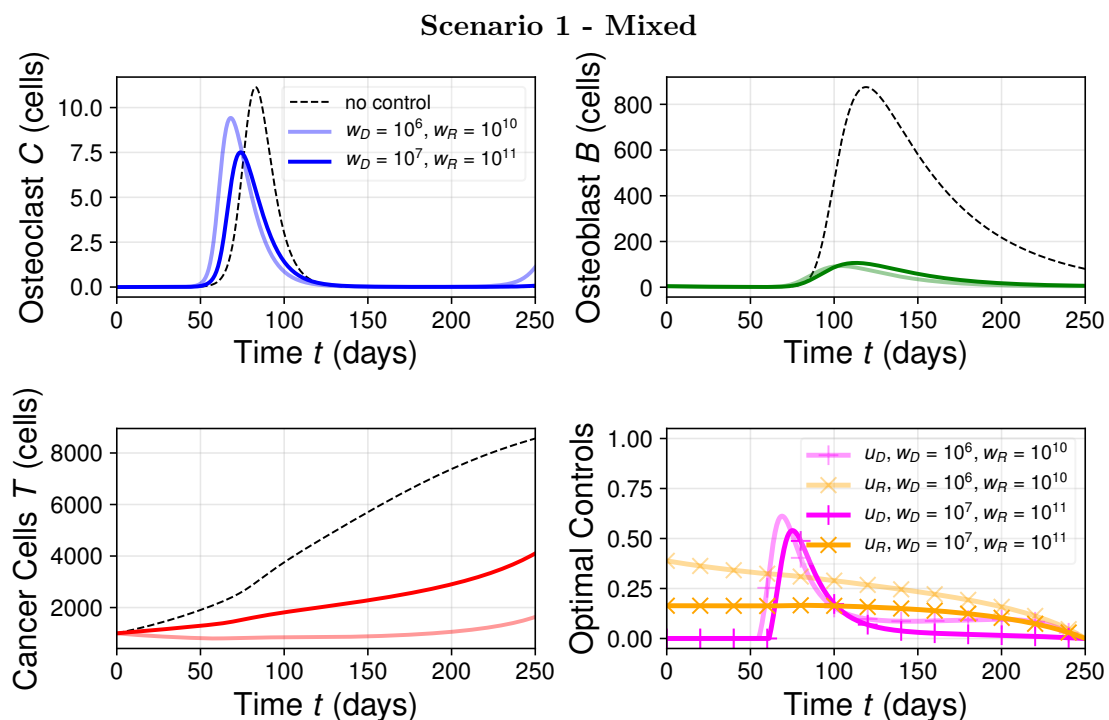 Scenario 1 - Mixed
Osteoclast C (cells)
10.0
7.5
5.0
2.5
0.0
no control
w_D = 10^6, w_R = 10^10
w_D = 10^7, w_R = 10^11
0 50 100 150 200 250
Time t (days)
Osteoblast B (cells)
800
600
400
200
0
0 50 100 150 200 250
Time t (days)
Cancer Cells T (cells)
8000
6000
4000
2000
0 50 100 150 200 250
Time t (days)
Optimal Controls
1.00
0.75
0.50
0.25
0.00
u_D, w_D = 10^6, w_R = 10^10
u_R, w_D = 10^6, w_R = 10^10
u_D, w_D = 10^7, w_R = 10^11
u_R, w_D = 10^7, w_R = 10^11
0 50 100 150 200 250
Time t (days)